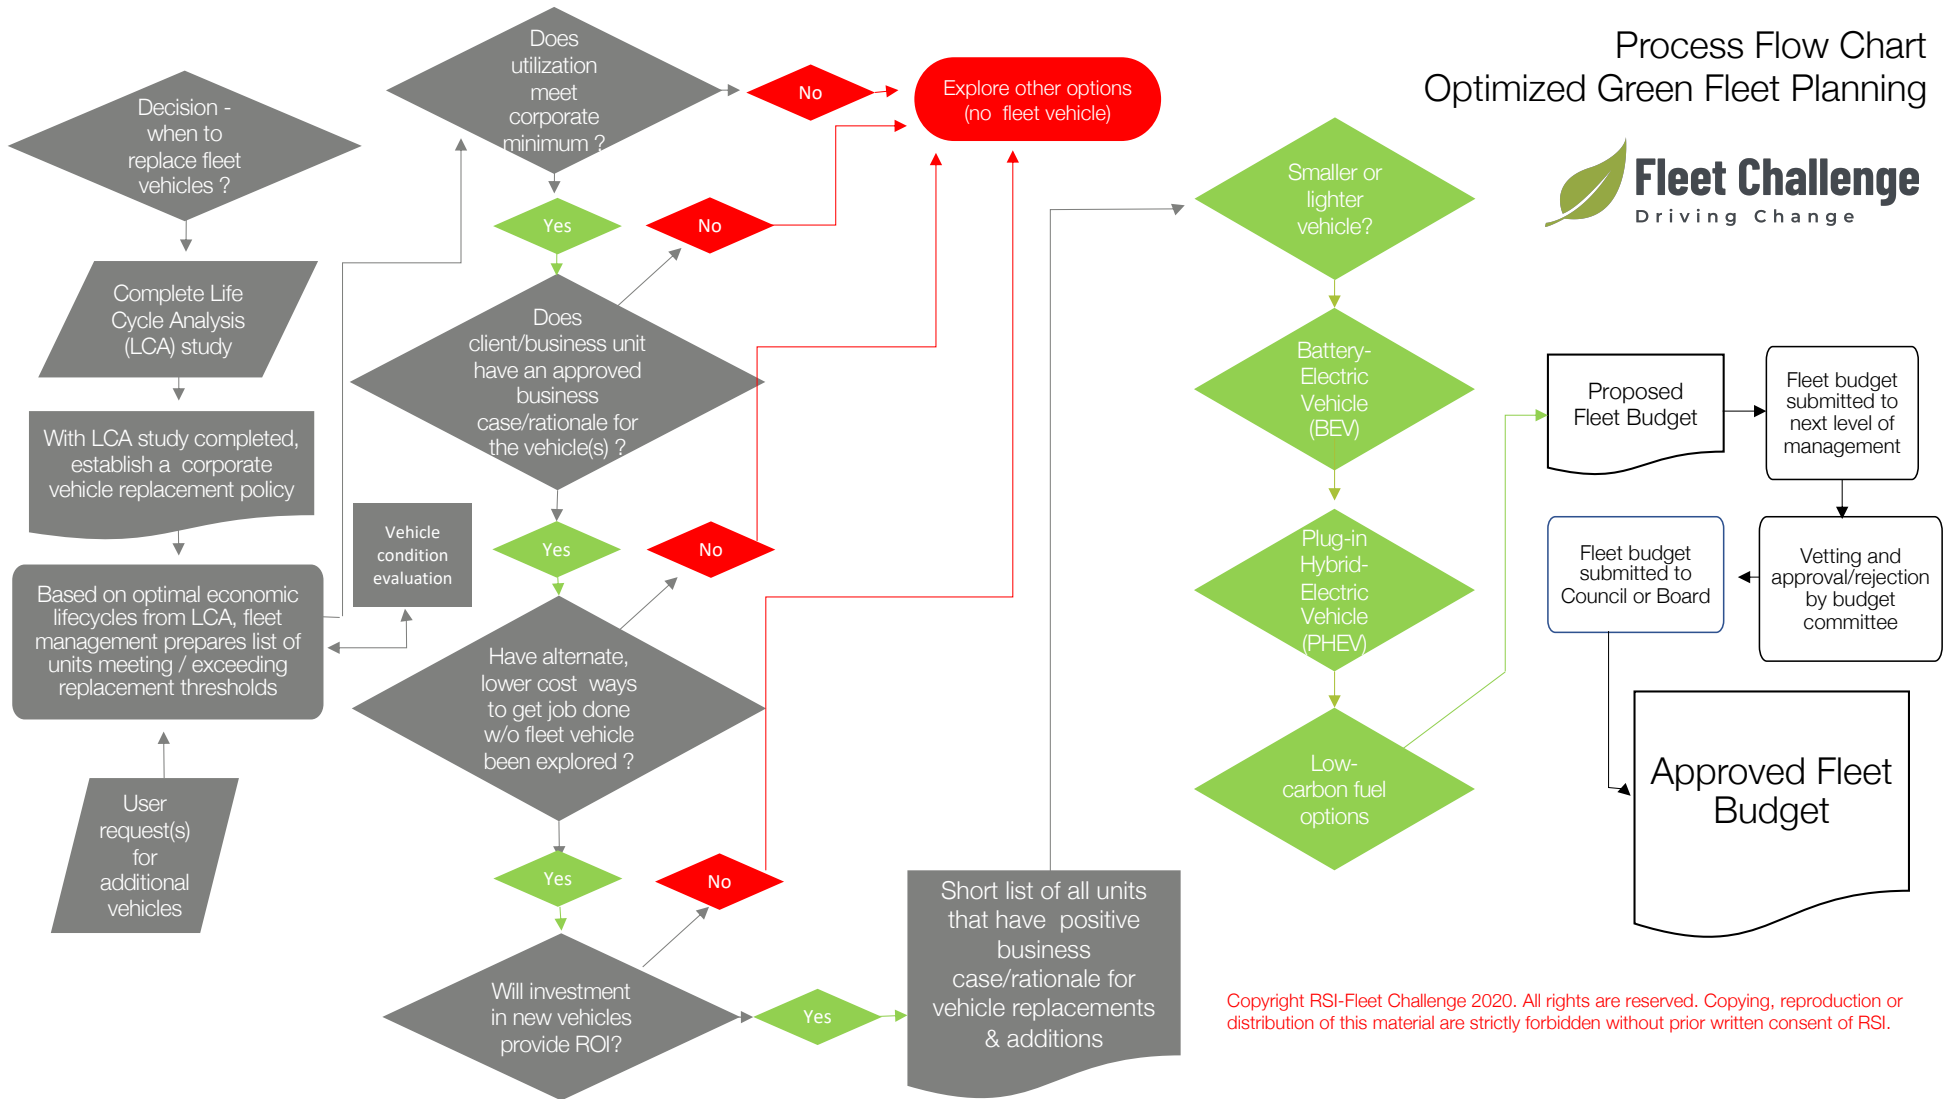 Process Flow Chart
Optimized Green Fleet Planning
Fleet Challenge
Driving Change
Decision -
when to
replace fleet
vehicles ?
Complete Life
Cycle Analysis
(LCA) study
With LCA study completed,
establish a corporate
vehicle replacement policy
Based on optimal economic
lifecycles from LCA, fleet
management prepares list of
units meeting / exceeding
replacement thresholds
User
request(s)
for
additional
vehicles
Vehicle
condition
evaluation
Does
utilization
meet
corporate
minimum ?
No
Explore other options
(no fleet vehicle)
Yes
No
Does
client/business unit
have an approved
business
case/rationale for
the vehicle(s) ?
Yes
No
Have alternate,
lower cost ways
to get job done
w/o fleet vehicle
been explored ?
Yes
No
Will investment
in new vehicles
provide ROI?
Yes
Short list of all units
that have positive
business
case/rationale for
vehicle replacements
& additions
Smaller or
lighter
vehicle?
Battery-
Electric
Vehicle
(BEV)
Plug-in
Hybrid-
Electric
Vehicle
(PHEV)
Low-
carbon fuel
options
Proposed
Fleet Budget
Fleet budget
submitted to
next level of
management
Vetting and
approval/rejection
by budget
committee
Fleet budget
submitted to
Council or Board
Approved Fleet
Budget
Copyright RSI-Fleet Challenge 2020. All rights are reserved. Copying, reproduction or
distribution of this material are strictly forbidden without prior written consent of RSI.